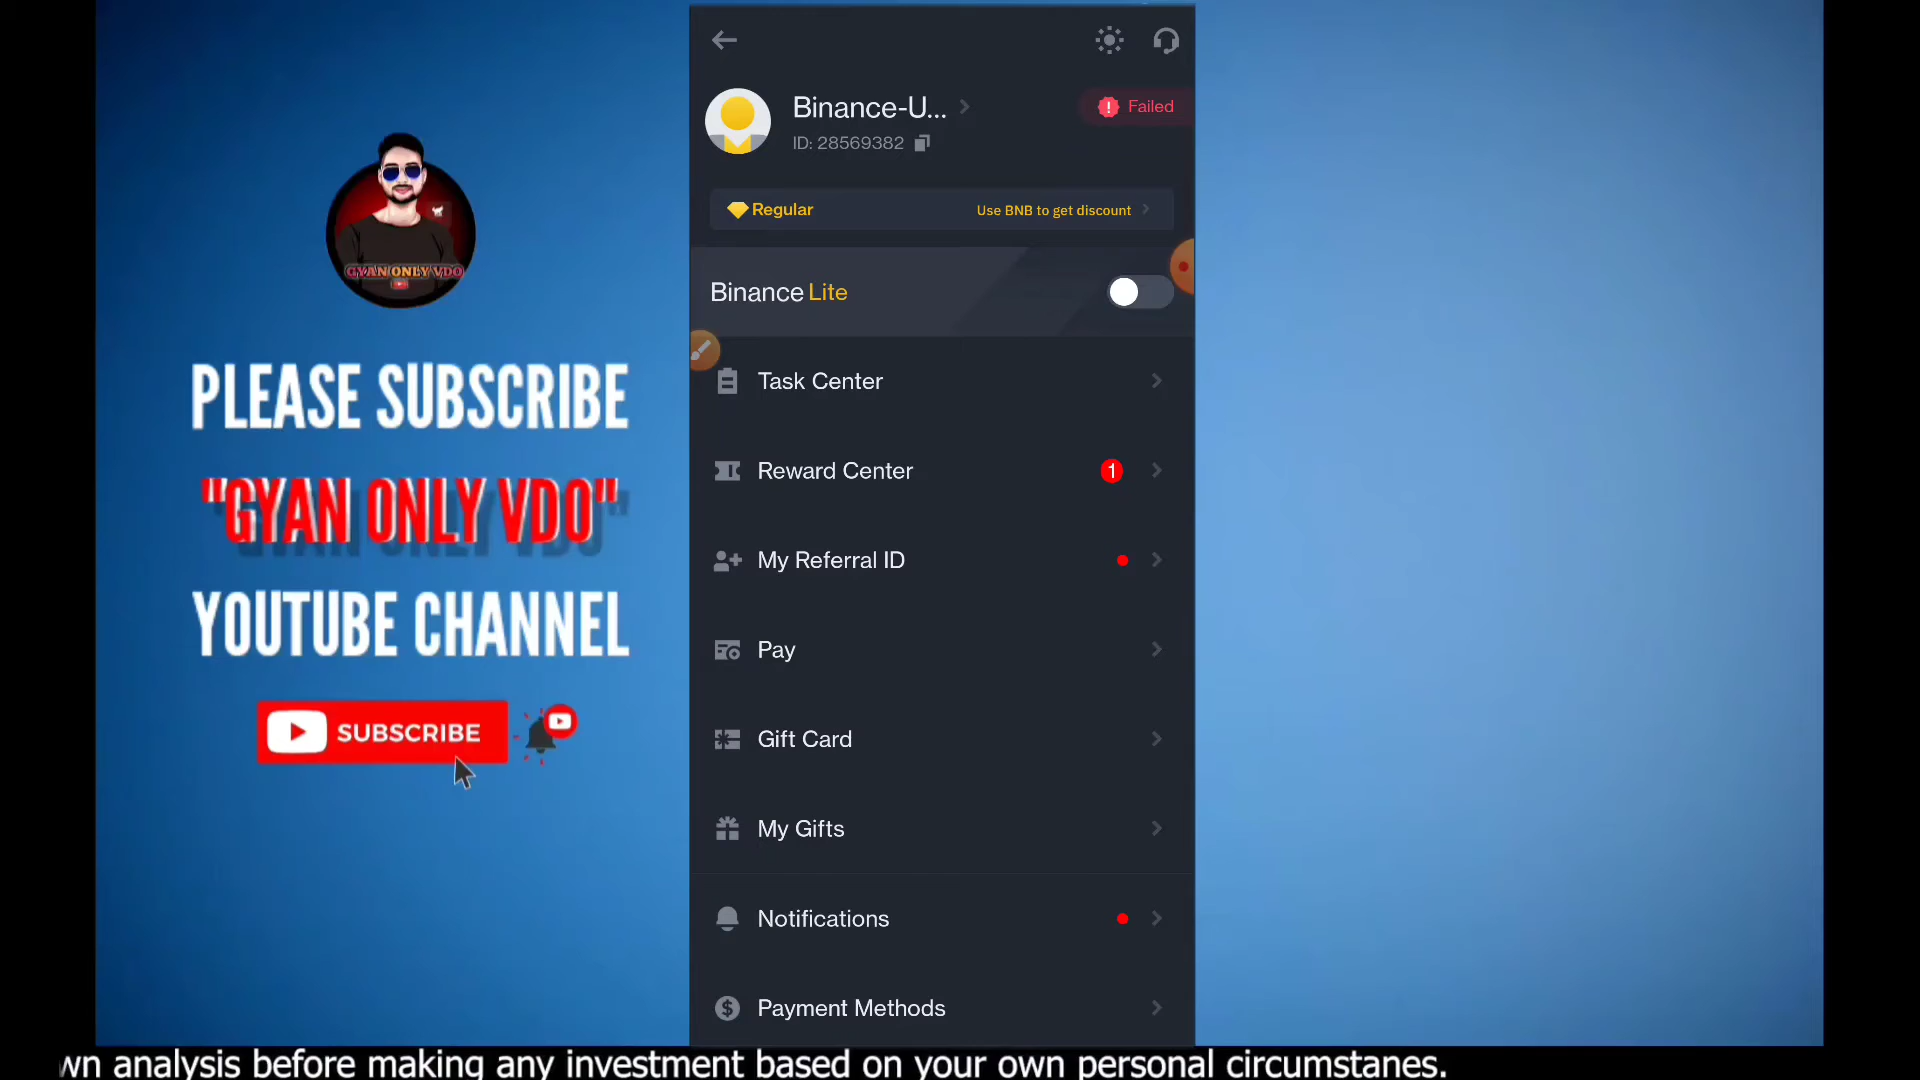 GYAN ONLY VDO
PLEASE SUBSCRIBE
"GYAN ONLY VDO"
YOUTUBE CHANNEL
SUBSCRIBE
Binance-U...
Failed
ID: 28569382
Regular
Use BNB to get discount
Binance Lite
Task Center
Reward Center
1
My Referral ID
Pay
Gift Card
My Gifts
Notifications
Payment Methods
wn analysis before making any investment based on your own personal circumstanes.